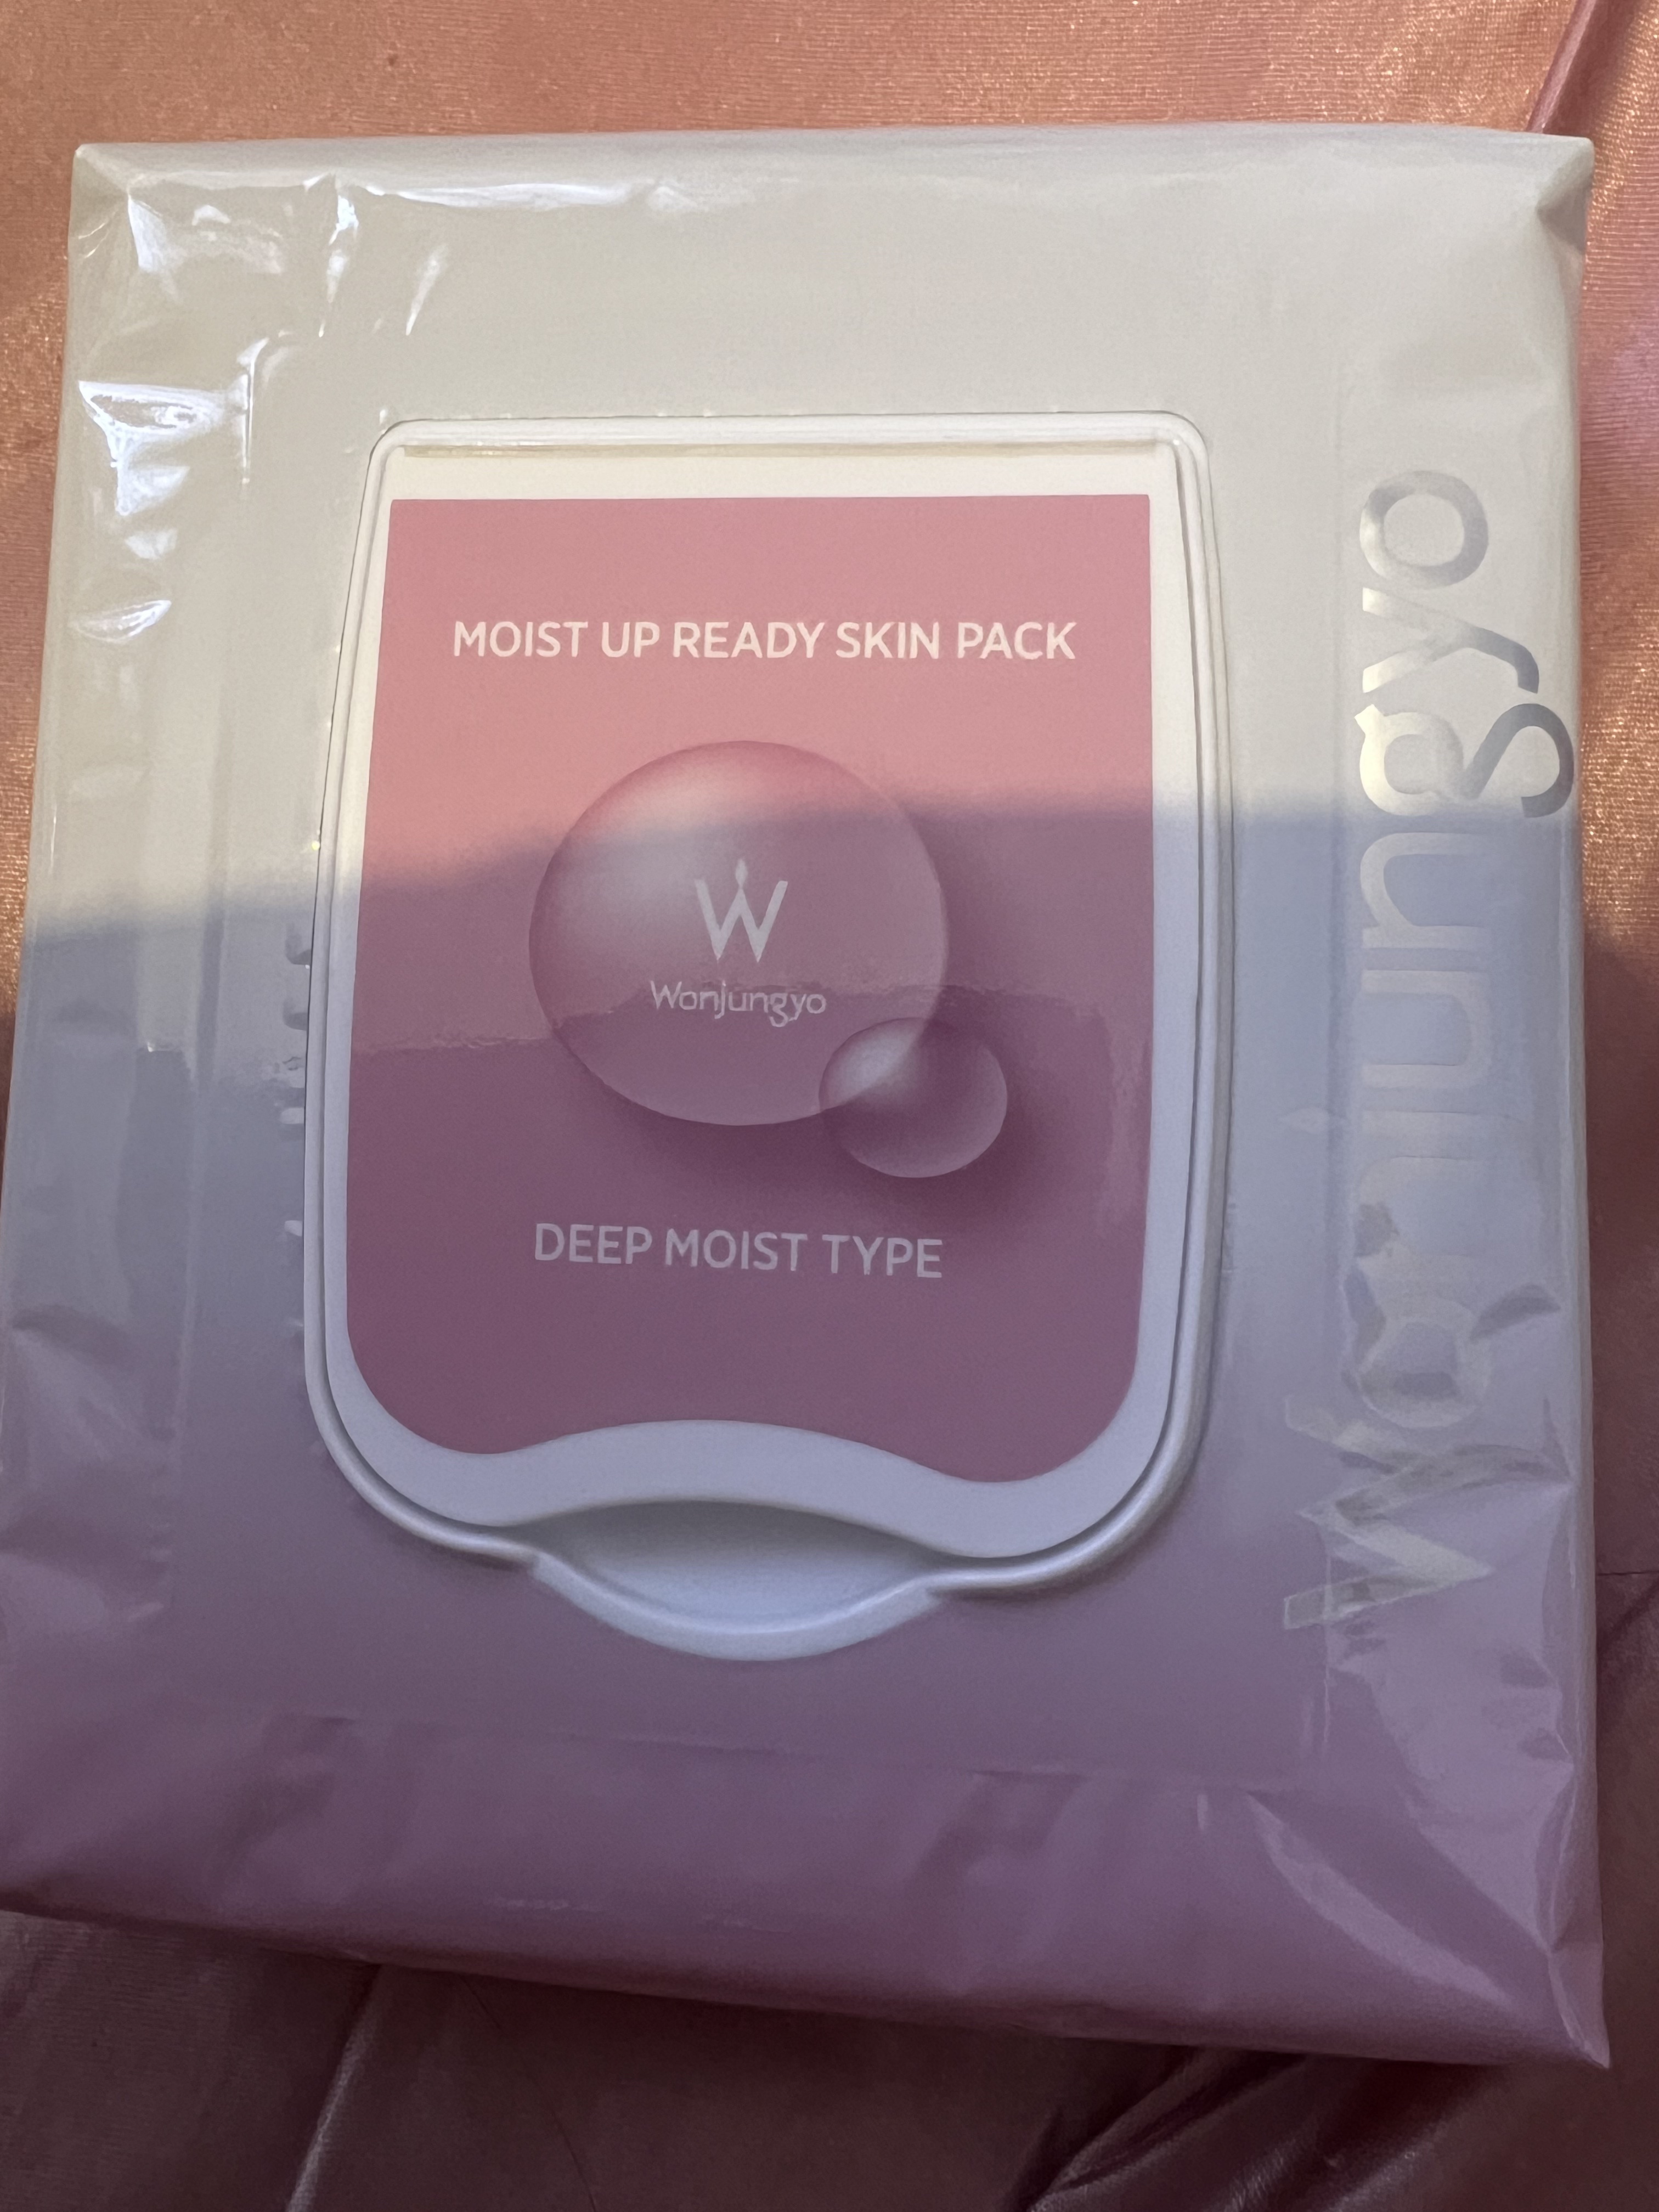 MOIST UP READY SKIN PACK
W
Wonjungyo
DEEP MOIST TYPE
Wonjungyo